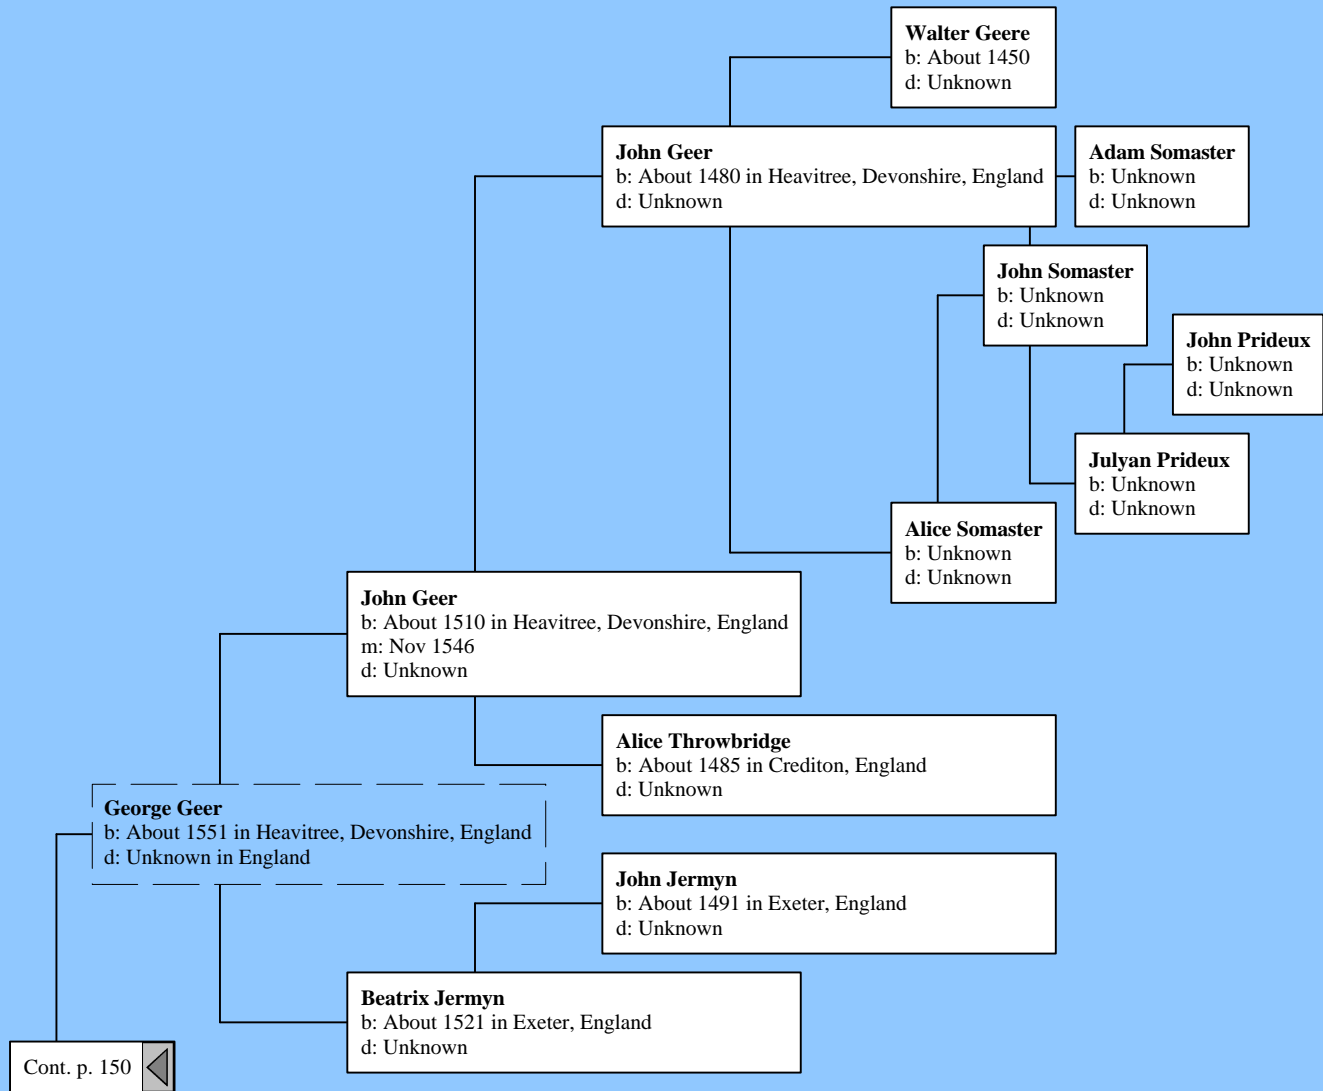 Walter Geere
b: About 1450
d: Unknown
John Geer
b: About 1480 in Heavitree, Devonshire, England
d: Unknown
Adam Somaster
b: Unknown
d: Unknown
John Somaster
b: Unknown
d: Unknown
John Prideux
b: Unknown
d: Unknown
Julyan Prideux
b: Unknown
d: Unknown
Alice Somaster
b: Unknown
d: Unknown
John Geer
b: About 1510 in Heavitree, Devonshire, England
m: Nov 1546
d: Unknown
Alice Throwbridge
b: About 1485 in Crediton, England
d: Unknown
George Geer
b: About 1551 in Heavitree, Devonshire, England
d: Unknown in England
John Jermyn
b: About 1491 in Exeter, England
d: Unknown
Beatrix Jermyn
b: About 1521 in Exeter, England
d: Unknown
Cont. p. 150